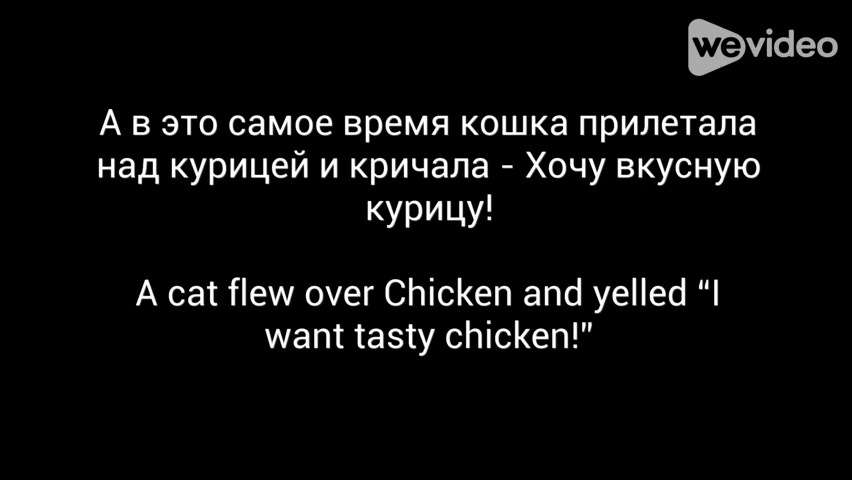 wevideo
А в это самое время кошка прилетала
над курицей и кричала - Хочу вкусную
курицу!
A cat flew over Chicken and yelled “I
want tasty chicken!”